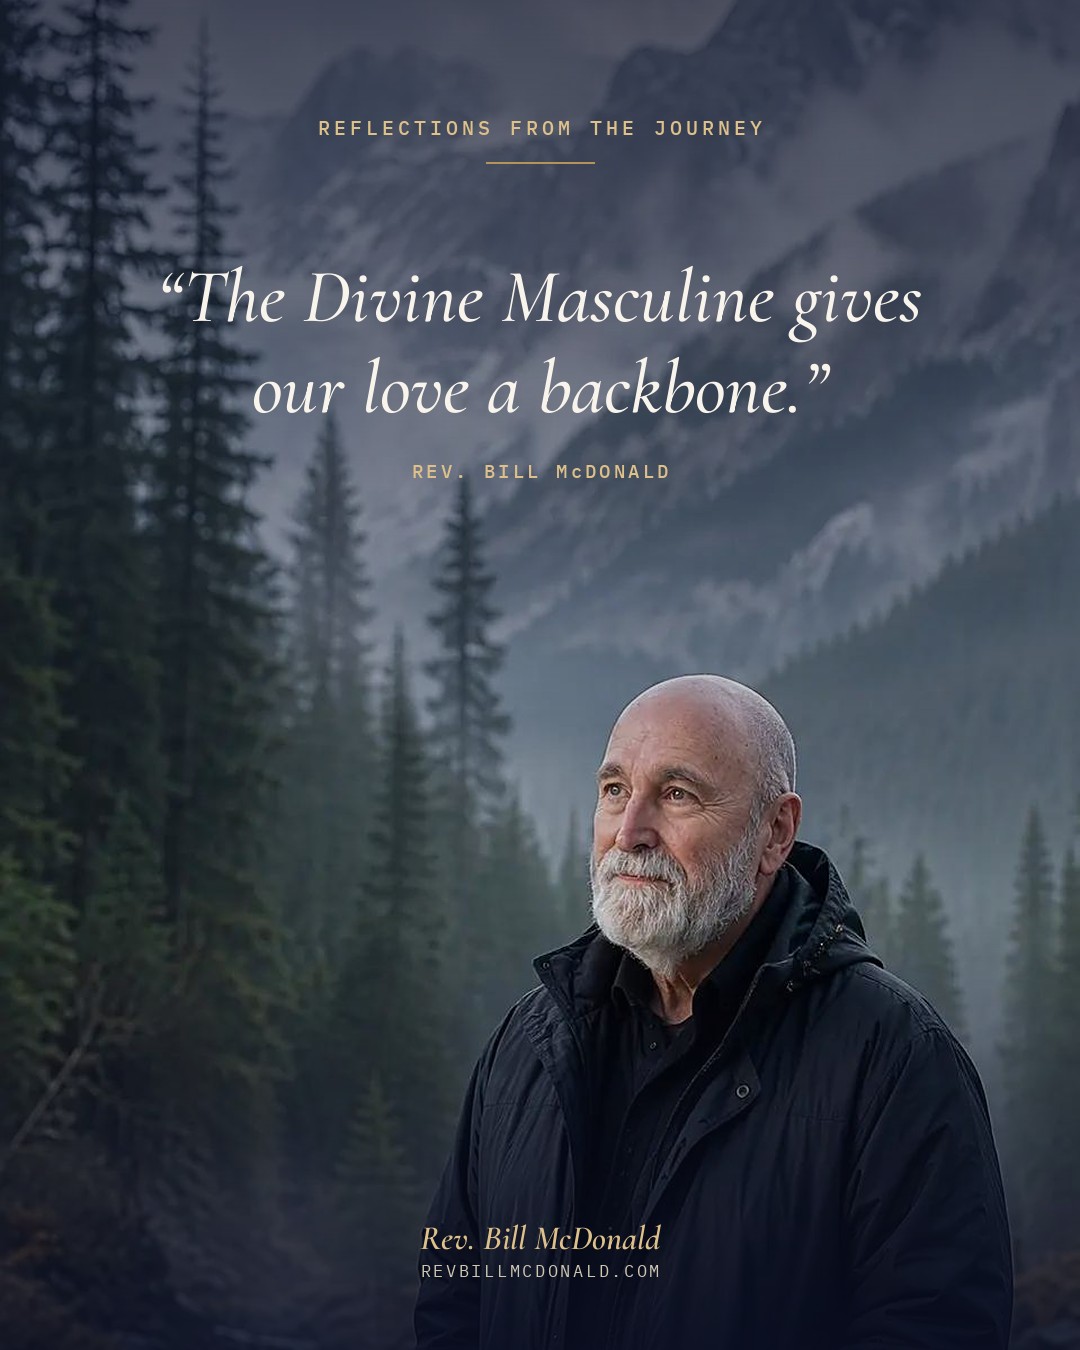 REFLECTIONS FROM THE JOURNEY
“The Divine Masculine gives
our love a backbone.”
REV. BILL McDONALD
Rev. Bill McDonald
REVBILLMCDONALD.COM